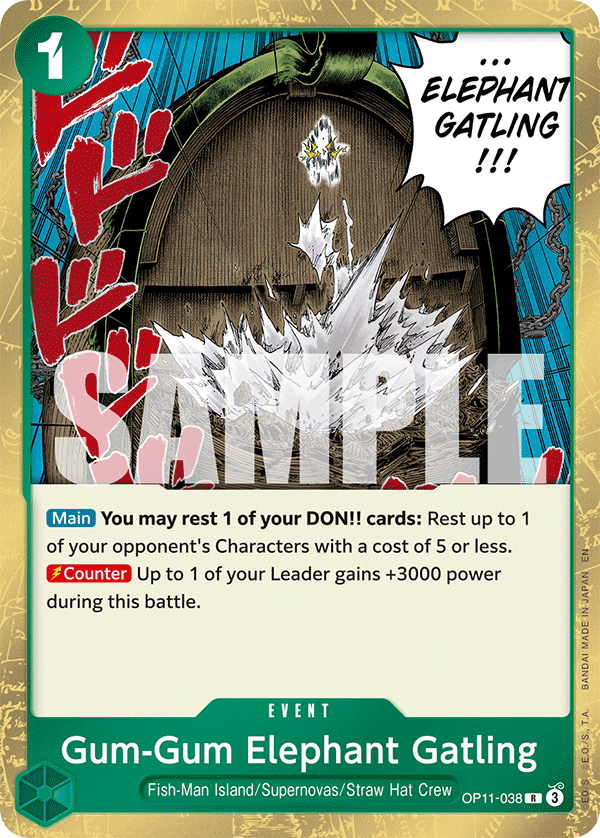 1
...
ELEPHANT
GATLING
!!!
ドドドド
SAMPLE
Main You may rest 1 of your DON!! cards: Rest up to 1
of your opponent's Characters with a cost of 5 or less.
Counter Up to 1 of your Leader gains +3000 power
during this battle.
EVENT
Gum-Gum Elephant Gatling
Fish-Man Island/Supernovas/Straw Hat Crew
OP11-038 R 3
BANDAI MADE IN JAPAN EN